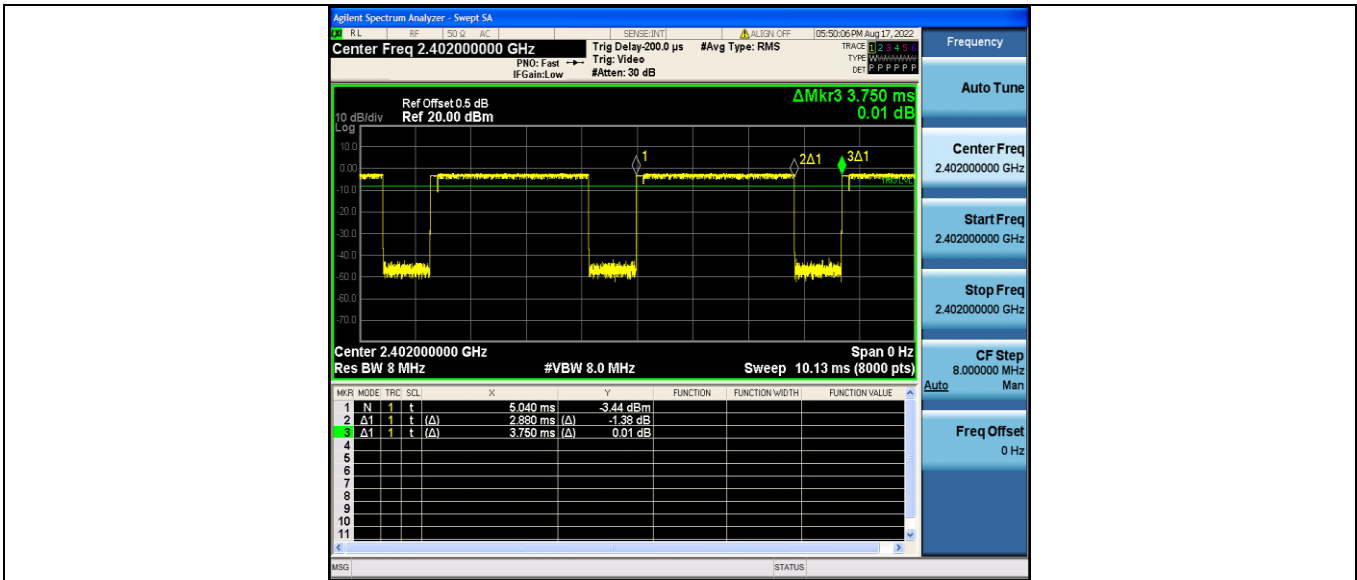 Agilent Spectrum Analyzer - Swept SA
LXI RL RF 50 Ω AC SENSE:INT ALIGN OFF 05:50:06PM Aug 17, 2022
Center Freq 2.402000000 GHz
PNO: Fast
IFGain:Low
Trig Delay-200.0 µs
Trig: Video
#Atten: 30 dB
#Avg Type: RMS
TRACE 1 2 3 4 5 6
TYPE W
DET P P P P P P
ΔMkr3 3.750 ms
0.01 dB
Ref Offset 0.5 dB
10 dB/div Ref 20.00 dBm
Log
10.0
0.00
-10.0
-20.0
-30.0
-40.0
-50.0
-60.0
-70.0
1
2Δ1
3Δ1
TRIG LVL
Center 2.402000000 GHz Span 0 Hz
Res BW 8 MHz #VBW 8.0 MHz Sweep 10.13 ms (8000 pts)
MKR MODE TRC SCL X Y FUNCTION FUNCTION WIDTH FUNCTION VALUE
1 N 1 t 5.040 ms -3.44 dBm
2 Δ1 1 t (Δ) 2.880 ms (Δ) -1.38 dB
3 Δ1 1 t (Δ) 3.750 ms (Δ) 0.01 dB
4
5
6
7
8
9
10
11
MSG STATUS
Frequency
Auto Tune
Center Freq
2.402000000 GHz
Start Freq
2.402000000 GHz
Stop Freq
2.402000000 GHz
CF Step
8.000000 MHz
Auto Man
Freq Offset
0 Hz